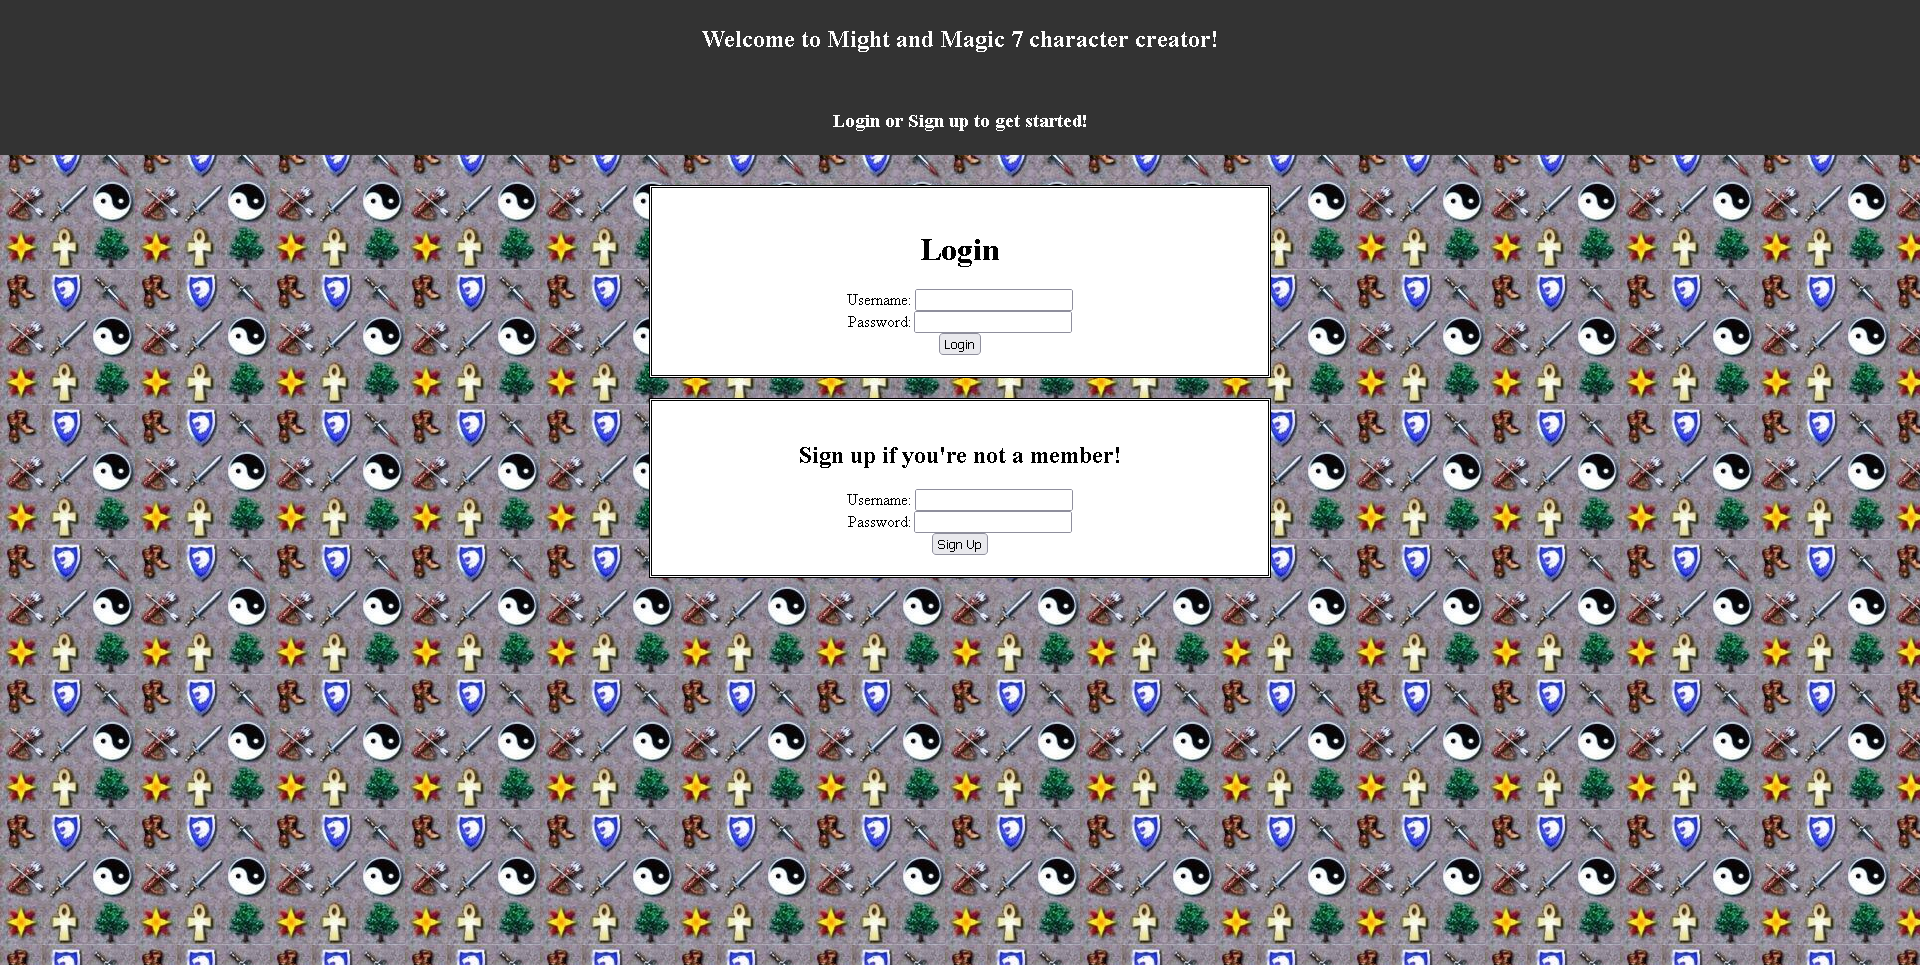 Welcome to Might and Magic 7 character creator!
Login or Sign up to get started!
Login
Username:
Password:
Login
Sign up if you're not a member!
Username:
Password:
Sign Up